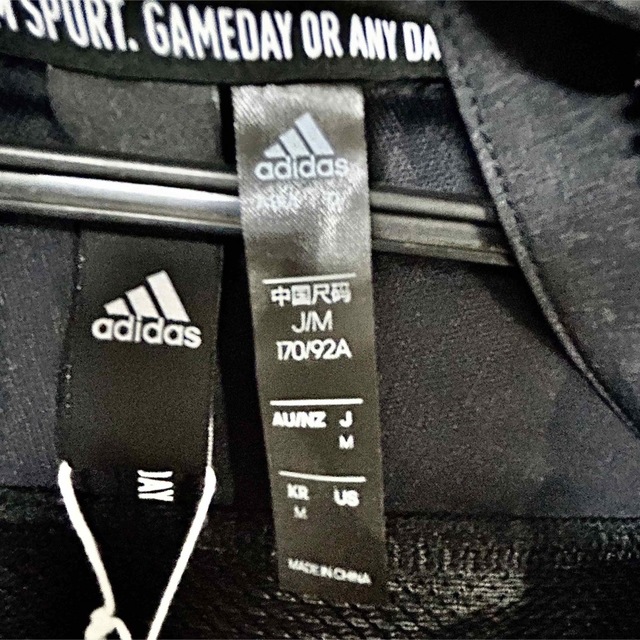 SPORT. GAMEDAY OR ANY DA
adidas
中国尺码
J/M
170/92A
AU/NZ J
M
KR US
M
MADE IN CHINA
adidas
DAY